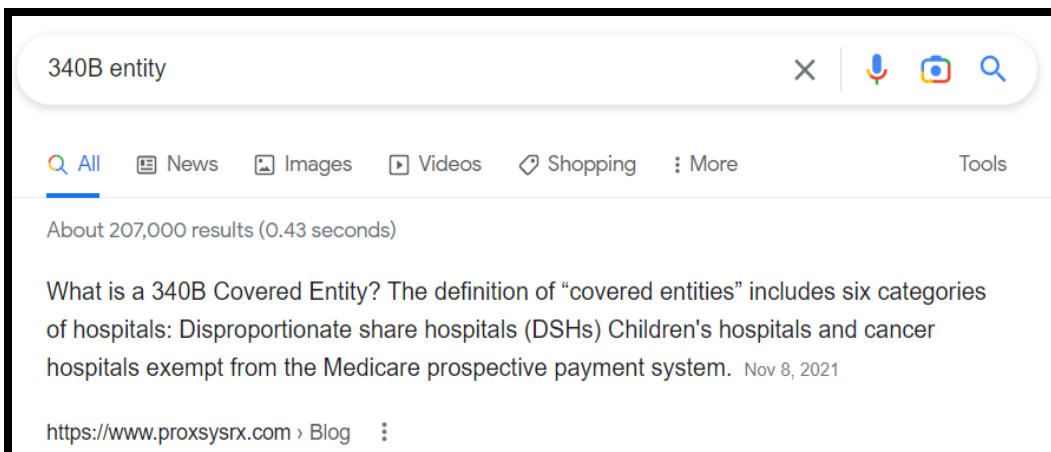 340B entity
All News Images Videos Shopping More Tools
About 207,000 results (0.43 seconds)
What is a 340B Covered Entity? The definition of “covered entities” includes six categories
of hospitals: Disproportionate share hospitals (DSHs) Children's hospitals and cancer
hospitals exempt from the Medicare prospective payment system. Nov 8, 2021
https://www.proxsysrx.com › Blog